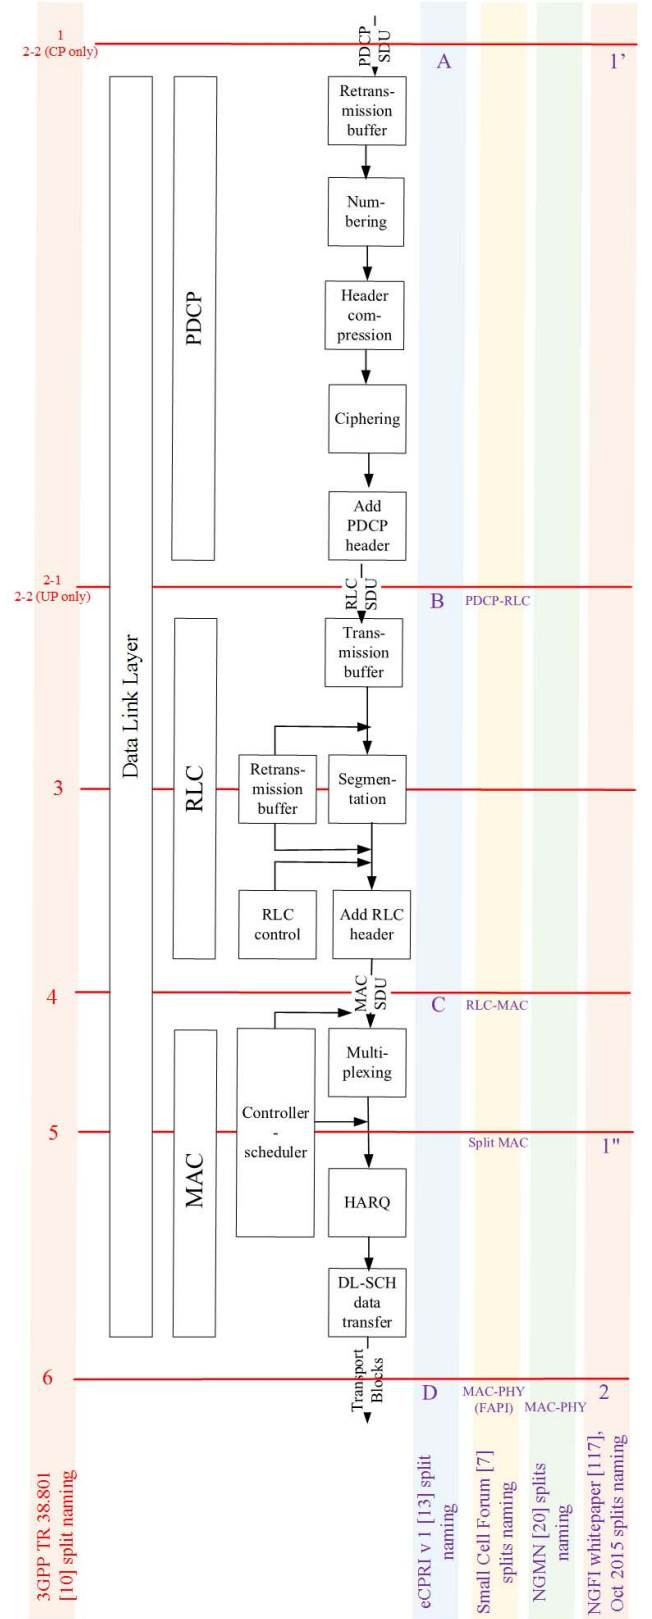 1
2-2 (CP only)
PDCP
SDU
A
1’
Retrans-
mission
buffer
Num-
bering
Header
com-
pression
Ciphering
Add
PDCP
header
PDCP
Data Link Layer
2-1
2-2 (UP only)
RLC
SDU
B
PDCP-RLC
Trans-
mission
buffer
RLC
3
Retrans-
mission
buffer
Segmen-
tation
RLC
control
Add RLC
header
4
MAC
SDU
C
RLC-MAC
Multi-
plexing
MAC
Controller
-
scheduler
5
Split MAC
1"
HARQ
DL-SCH
data
transfer
6
Transport
Blocks
D
MAC-PHY
(FAPI)
MAC-PHY
2
3GPP TR 38.801
[10] split naming
eCPRI v 1 [13] split
naming
Small Cell Forum [7]
splits naming
NGMN [20] splits
naming
NGFI whitepaper [117],
Oct 2015 splits naming